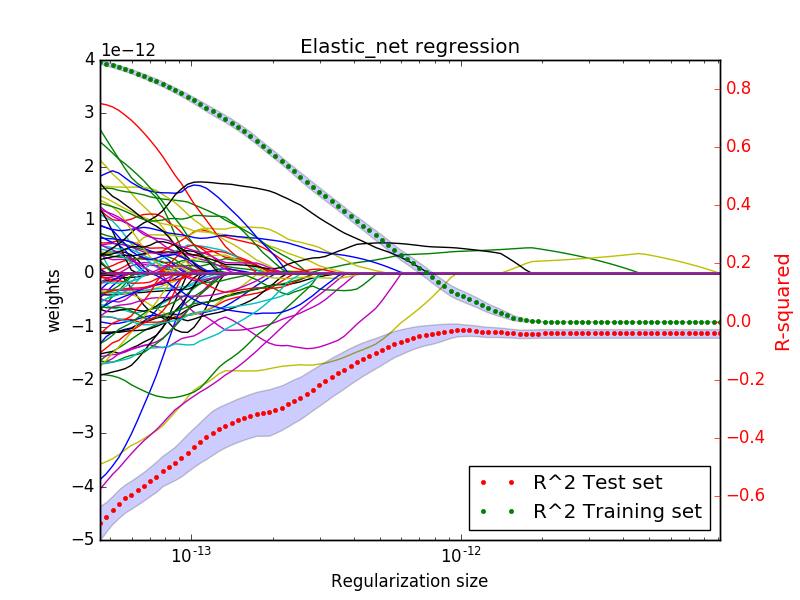 Elastic_net regression
1e−12
4
3
2
1
0
−1
−2
−3
−4
−5
weights
0.8
0.6
0.4
0.2
0.0
−0.2
−0.4
−0.6
R-squared
R^2 Test set
R^2 Training set
10^-13
10^-12
Regularization size